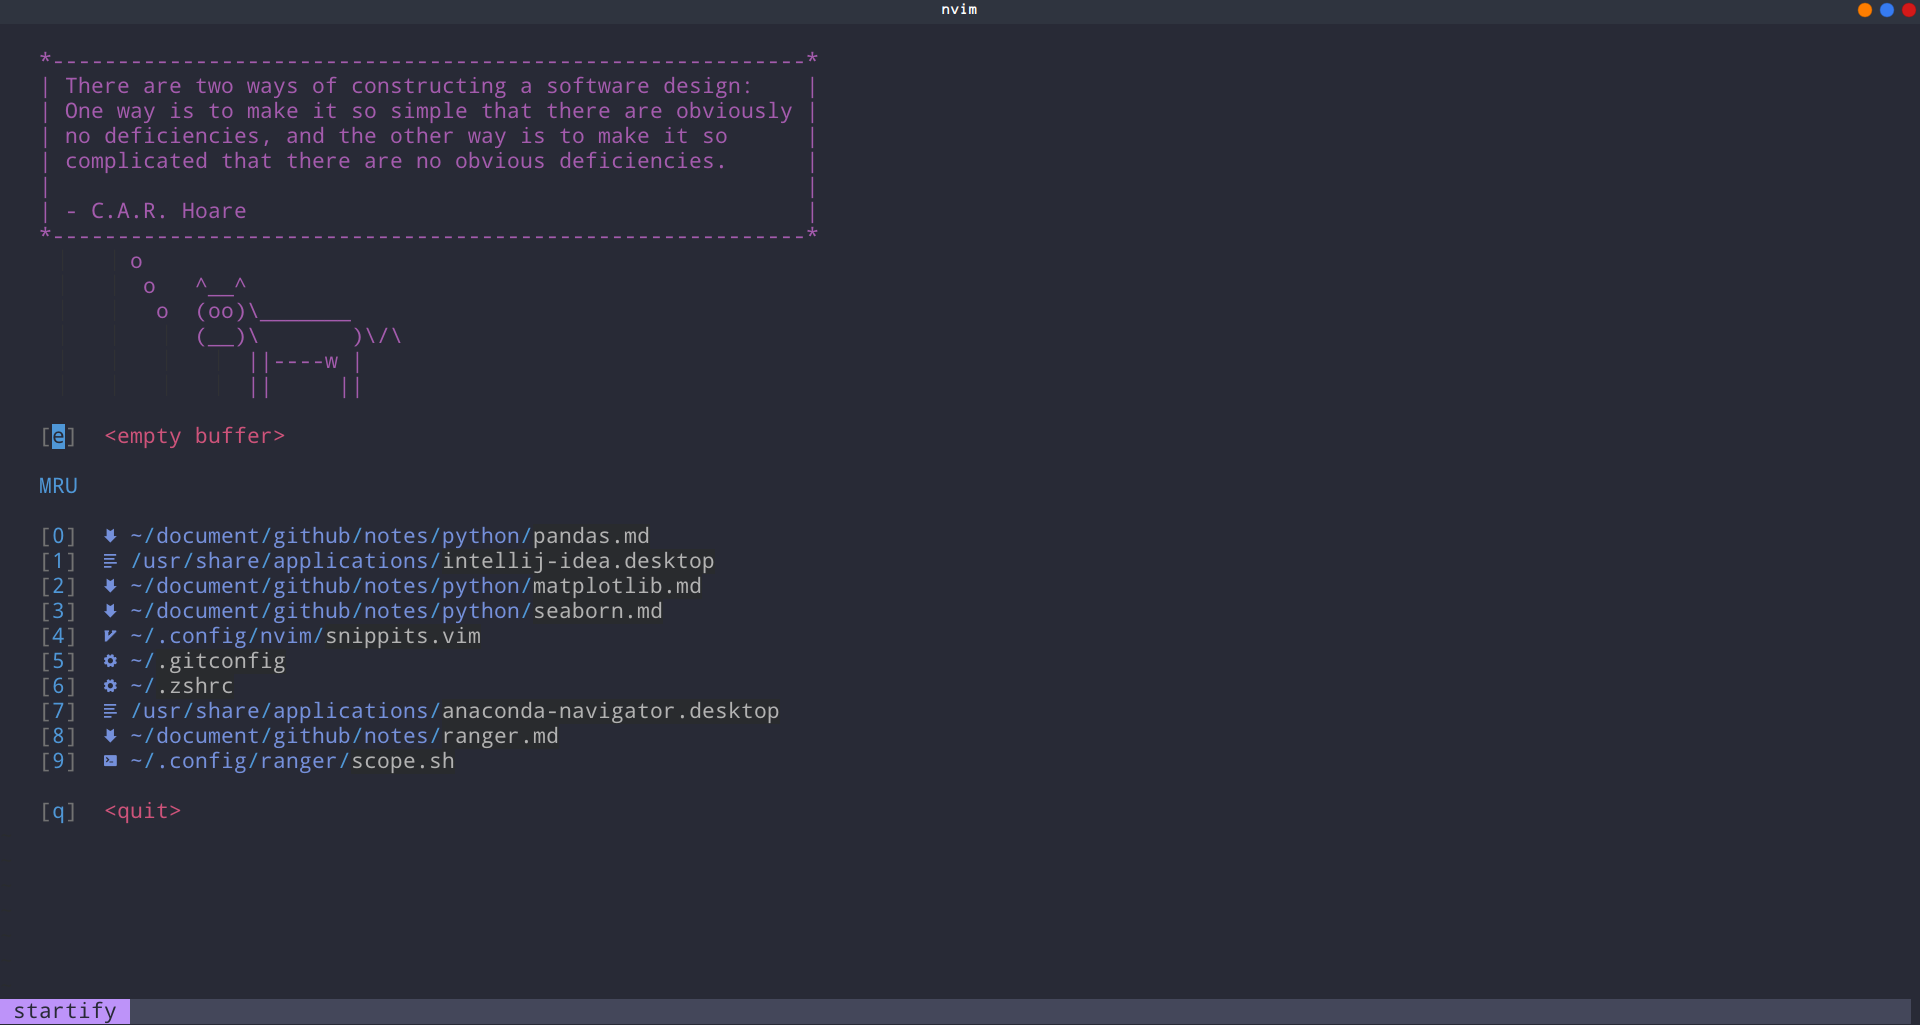 nvim
*----------------------------------------------------------*
| There are two ways of constructing a software design:    |
| One way is to make it so simple that there are obviously |
| no deficiencies, and the other way is to make it so      |
| complicated that there are no obvious deficiencies.      |
|                                                          |
| - C.A.R. Hoare                                           |
*----------------------------------------------------------*
       o
        o   ^__^
         o  (oo)\_______
            (__)\       )\/\
                ||----w |
                ||     ||
[e]  <empty buffer>
MRU
[0]  ~/document/github/notes/python/pandas.md
[1]  /usr/share/applications/intellij-idea.desktop
[2]  ~/document/github/notes/python/matplotlib.md
[3]  ~/document/github/notes/python/seaborn.md
[4]  ~/.config/nvim/snippits.vim
[5]  ~/.gitconfig
[6]  ~/.zshrc
[7]  /usr/share/applications/anaconda-navigator.desktop
[8]  ~/document/github/notes/ranger.md
[9]  ~/.config/ranger/scope.sh
[q]  <quit>
startify